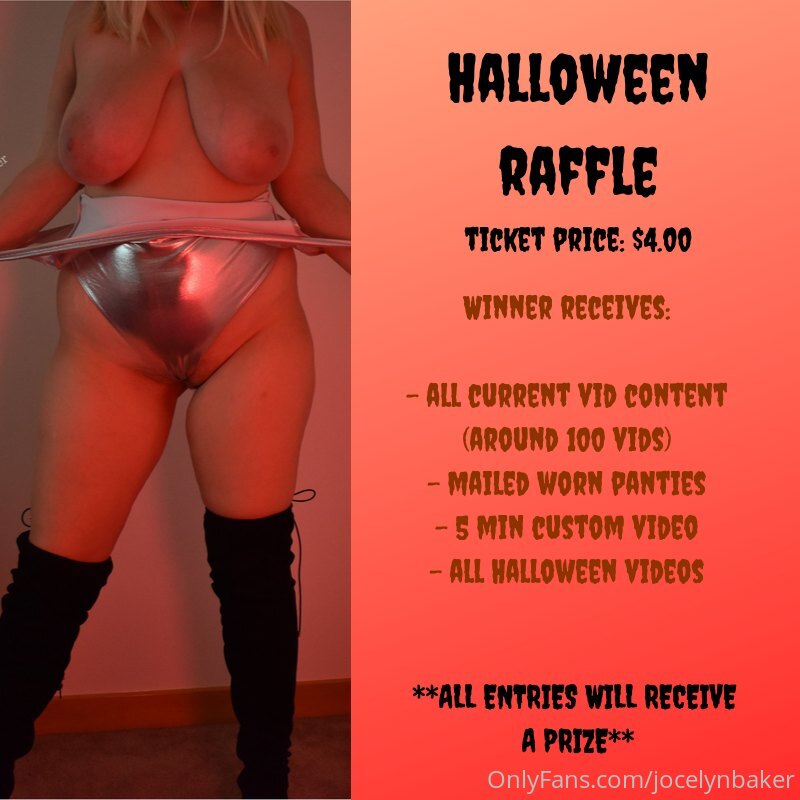 er
HALLOWEEN
RAFFLE
TICKET PRICE: $4.00
WINNER RECEIVES:
- ALL CURRENT VID CONTENT
(AROUND 100 VIDS)
- MAILED WORN PANTIES
- 5 MIN CUSTOM VIDEO
- ALL HALLOWEEN VIDEOS
**ALL ENTRIES WILL RECEIVE
A PRIZE**
OnlyFans.com/jocelynbaker